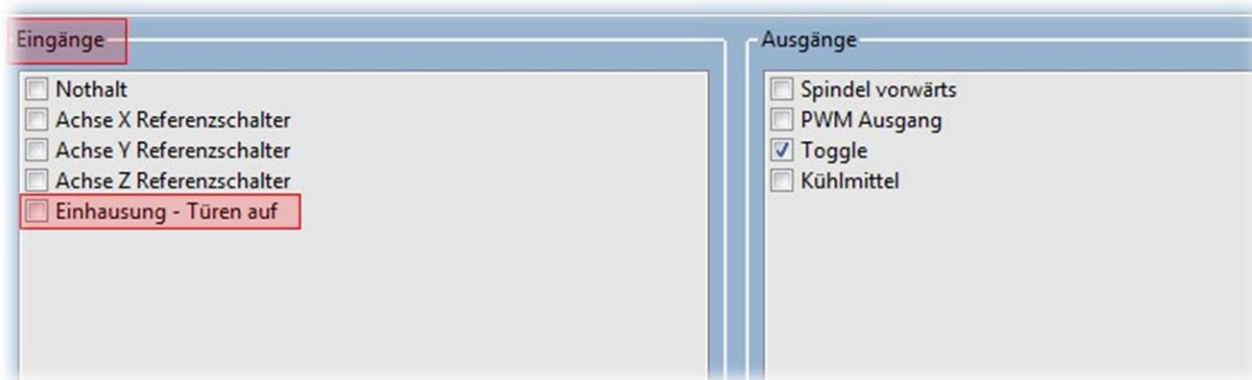 Eingänge
Nothalt
Achse X Referenzschalter
Achse Y Referenzschalter
Achse Z Referenzschalter
Einhausung - Türen auf
Ausgänge
Spindel vorwärts
PWM Ausgang
Toggle
Kühlmittel